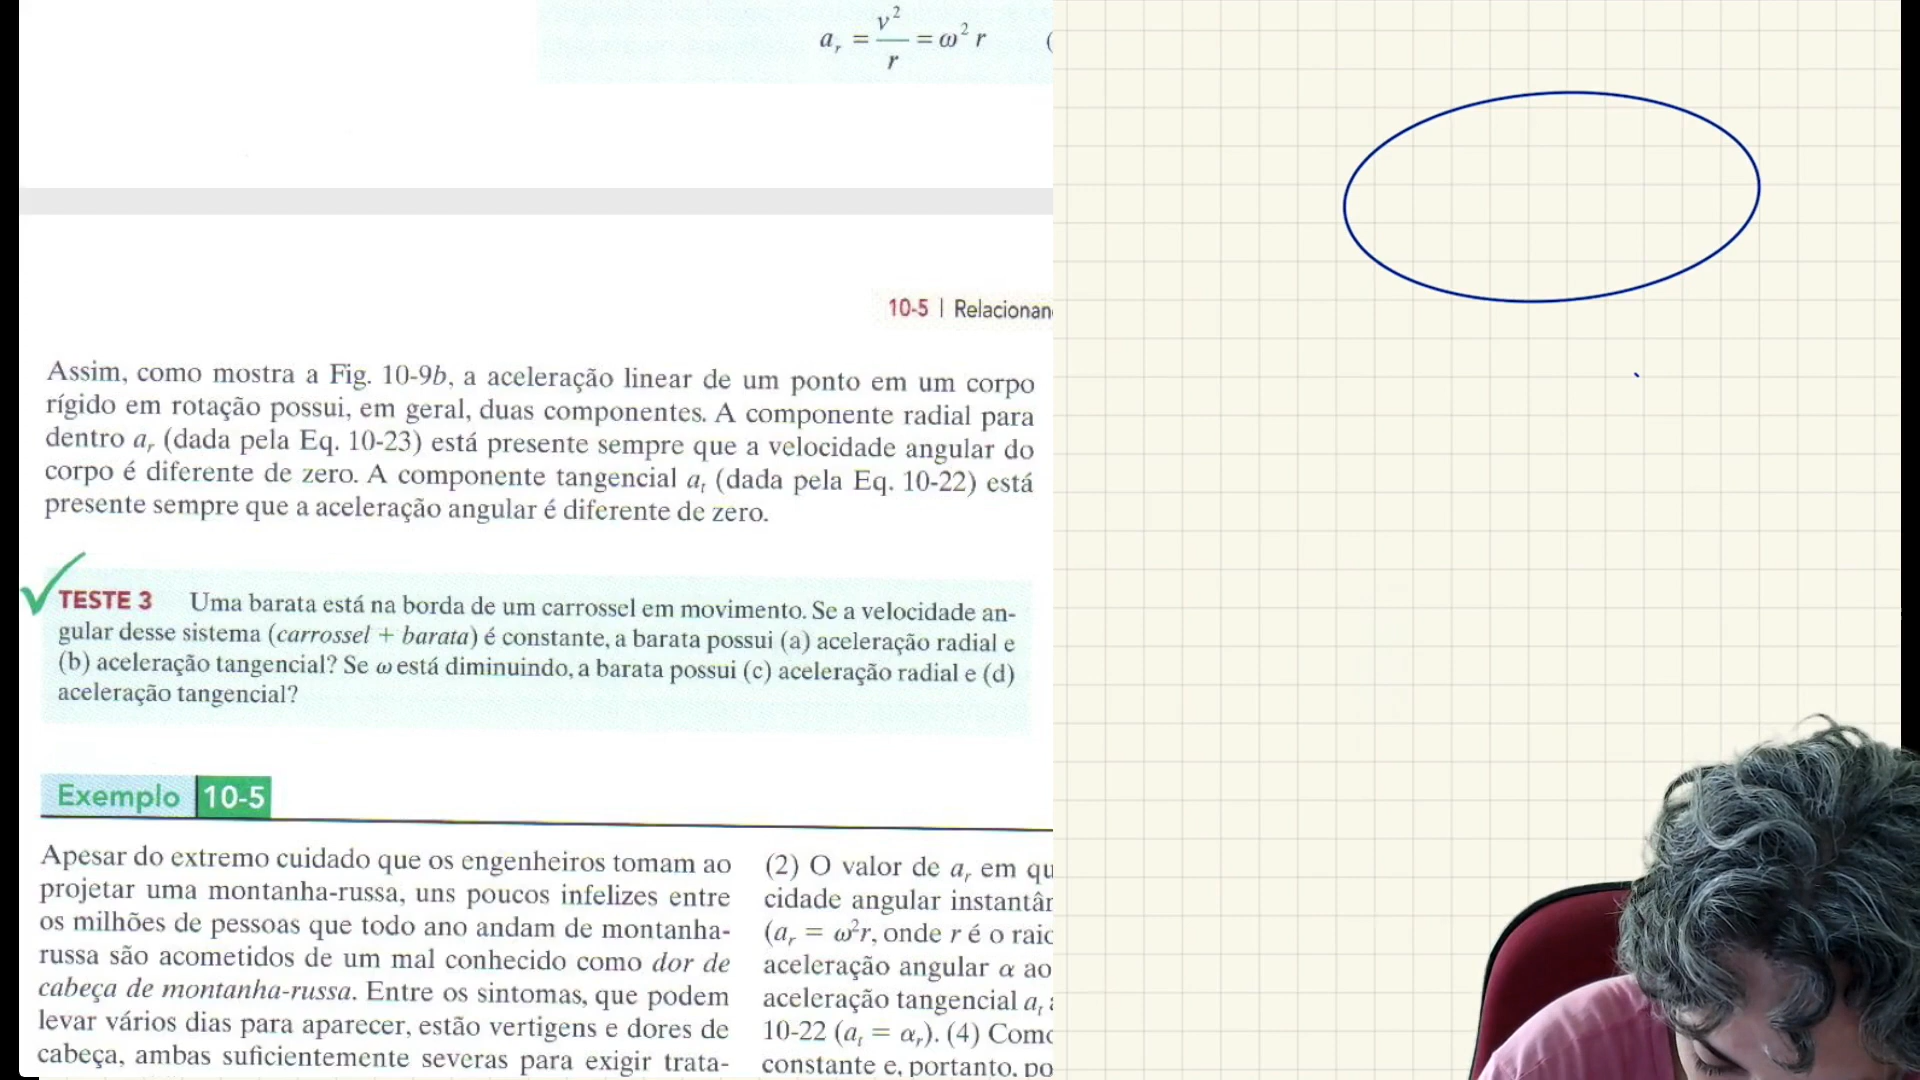 a_r = v²/r = ω² r (
10-5 | Relacionan
Assim, como mostra a Fig. 10-9b, a aceleração linear de um ponto em um corpo
rígido em rotação possui, em geral, duas componentes. A componente radial para
dentro a_r (dada pela Eq. 10-23) está presente sempre que a velocidade angular do
corpo é diferente de zero. A componente tangencial a_t (dada pela Eq. 10-22) está
presente sempre que a aceleração angular é diferente de zero.
TESTE 3 Uma barata está na borda de um carrossel em movimento. Se a velocidade an-
gular desse sistema (carrossel + barata) é constante, a barata possui (a) aceleração radial e
(b) aceleração tangencial? Se ω está diminuindo, a barata possui (c) aceleração radial e (d)
aceleração tangencial?
Exemplo 10-5
Apesar do extremo cuidado que os engenheiros tomam ao
projetar uma montanha-russa, uns poucos infelizes entre
os milhões de pessoas que todo ano andam de montanha-
russa são acometidos de um mal conhecido como dor de
cabeça de montanha-russa. Entre os sintomas, que podem
levar vários dias para aparecer, estão vertigens e dores de
cabeça, ambas suficientemente severas para exigir trata-
(2) O valor de a_r em qu
cidade angular instantân
(a_r = ω²r, onde r é o raio
aceleração angular α ao
aceleração tangencial a_t
10-22 (a_t = α_r). (4) Como
constante e, portanto, po